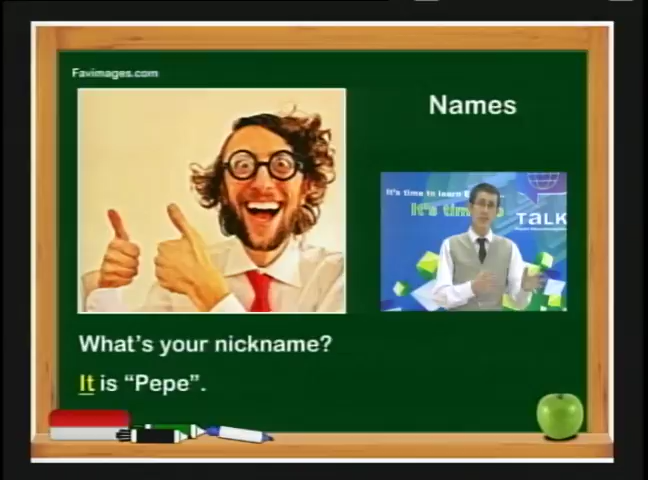 Favimages.com
Names
It's time to learn
It's time to
TALK
What's your nickname?
It is "Pepe".